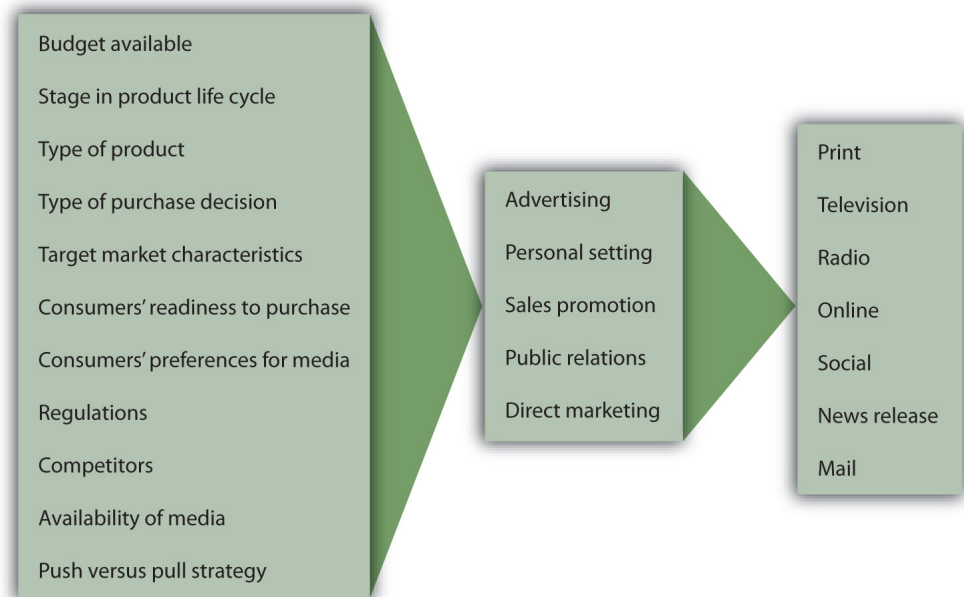 Budget available
Stage in product life cycle
Type of product
Type of purchase decision
Target market characteristics
Consumers’ readiness to purchase
Consumers’ preferences for media
Regulations
Competitors
Availability of media
Push versus pull strategy
Advertising
Personal setting
Sales promotion
Public relations
Direct marketing
Print
Television
Radio
Online
Social
News release
Mail